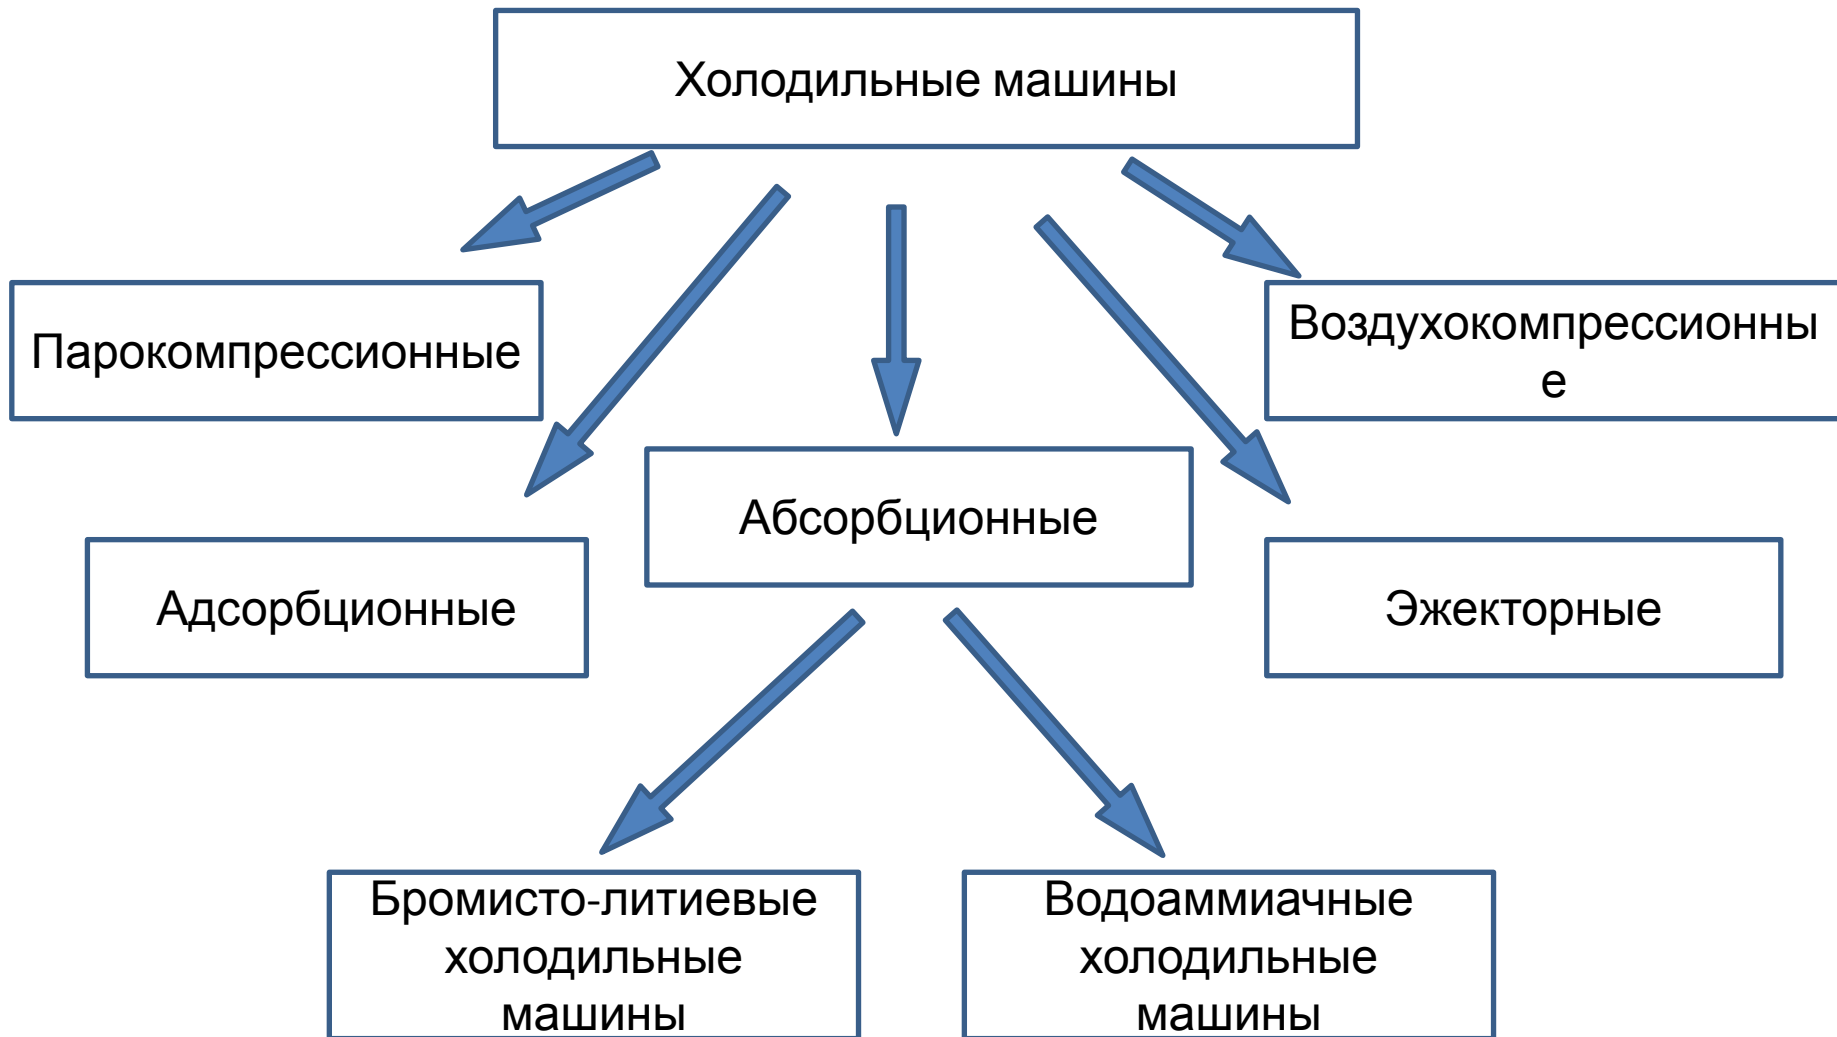 Холодильные машины
Парокомпрессионные
Воздухокомпрессионны
е
Абсорбционные
Адсорбционные
Эжекторные
Бромисто-литиевые
холодильные
машины
Водоаммиачные
холодильные
машины